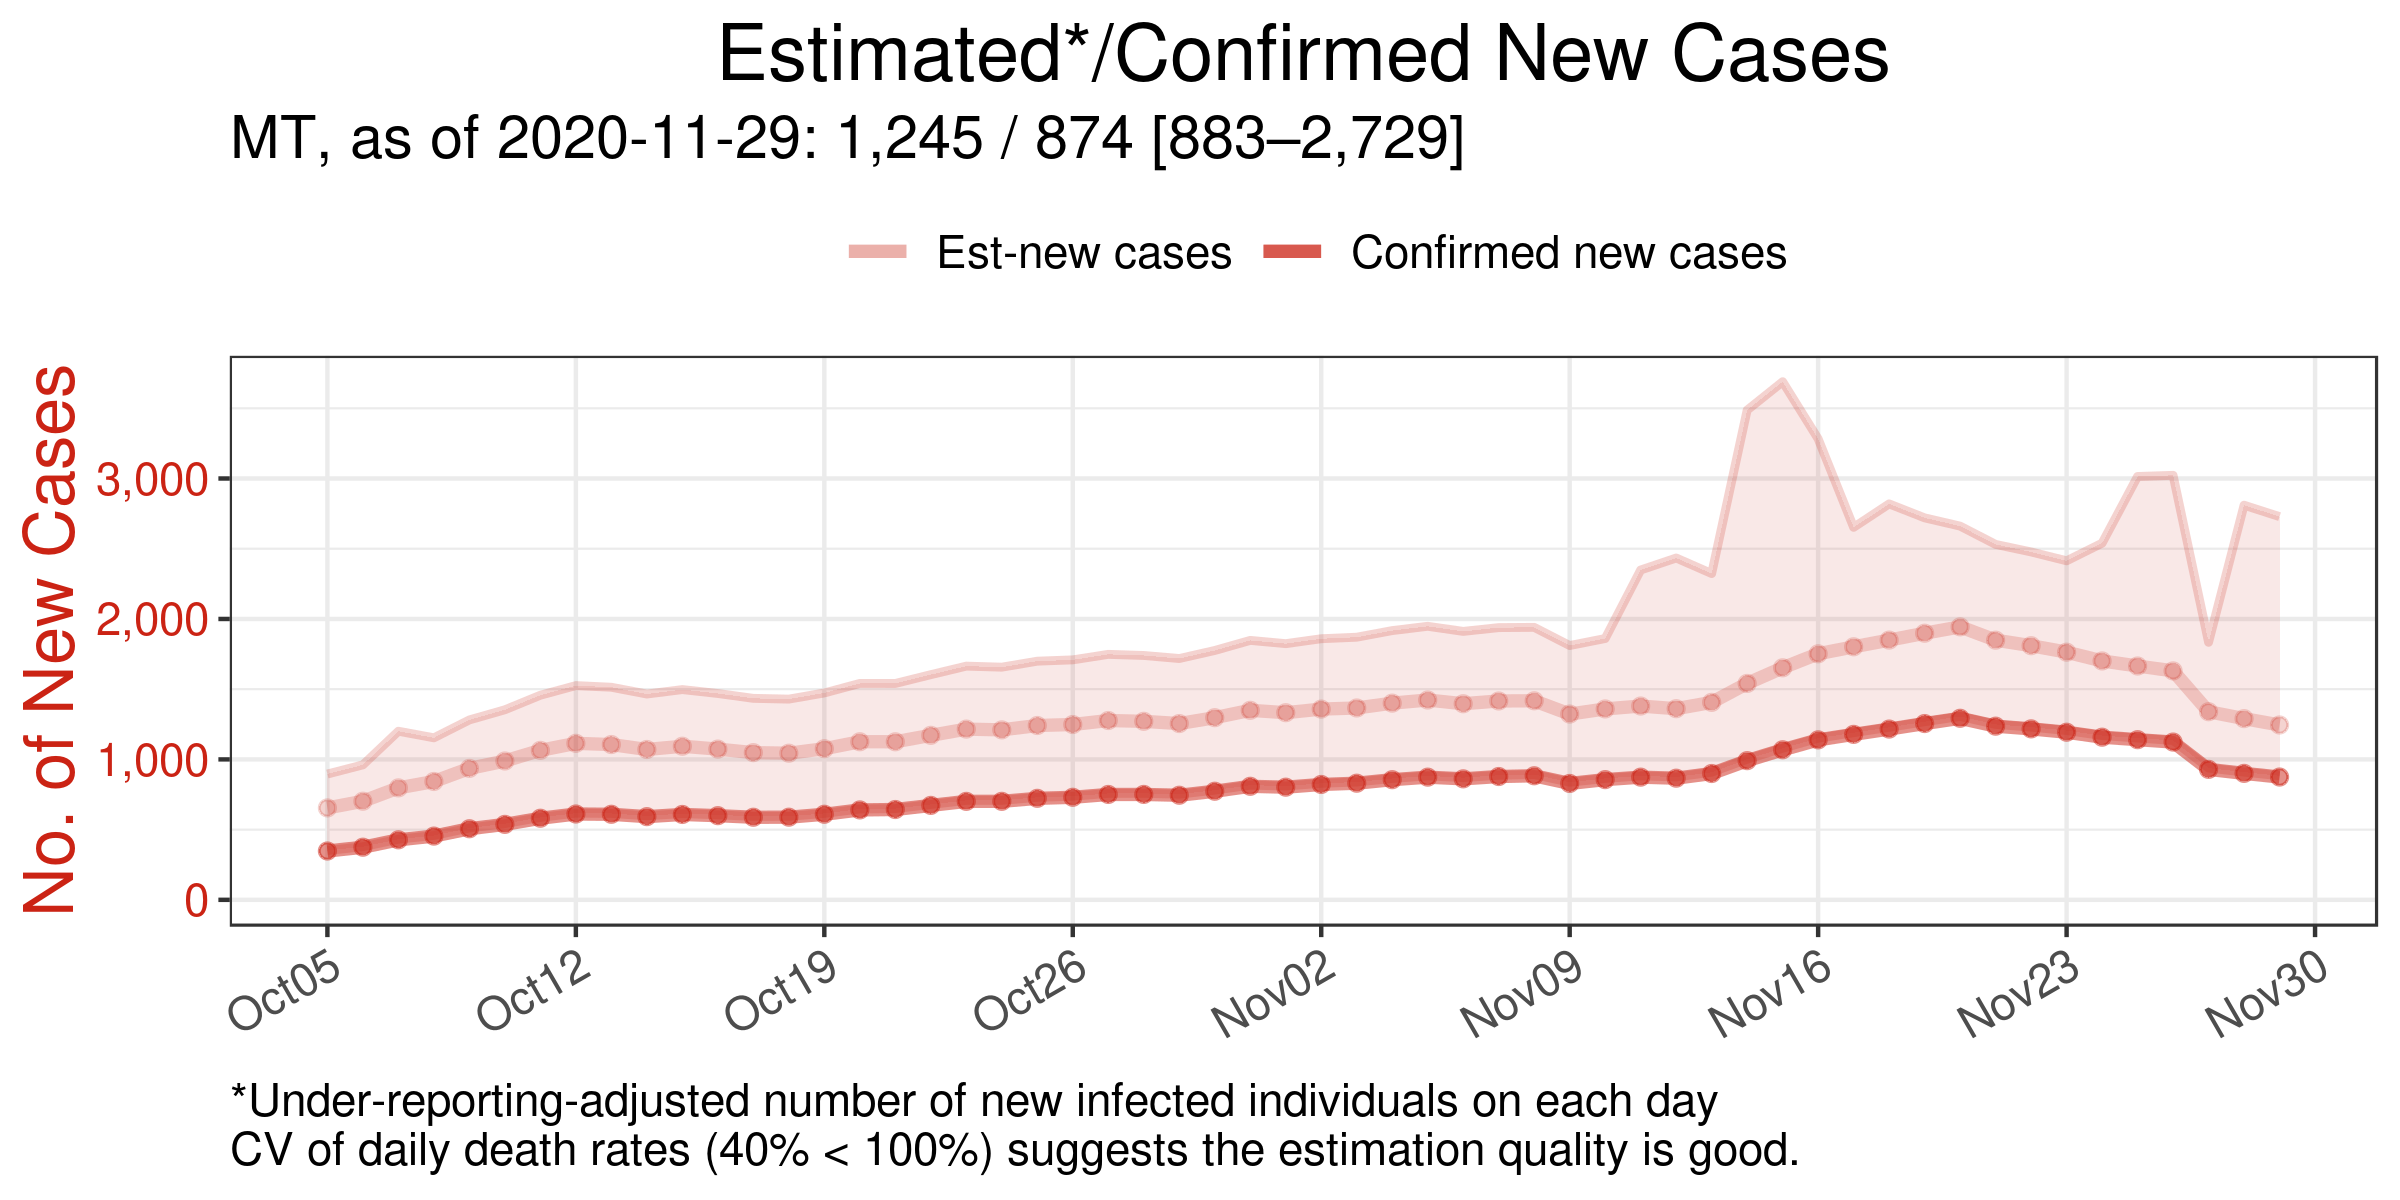 Estimated*/Confirmed New Cases
MT, as of 2020-11-29: 1,245 / 874 [883–2,729]
Est-new cases Confirmed new cases
No. of New Cases
3,000
2,000
1,000
0
Oct05 Oct12 Oct19 Oct26 Nov02 Nov09 Nov16 Nov23 Nov30
*Under-reporting-adjusted number of new infected individuals on each day
CV of daily death rates (40% < 100%) suggests the estimation quality is good.